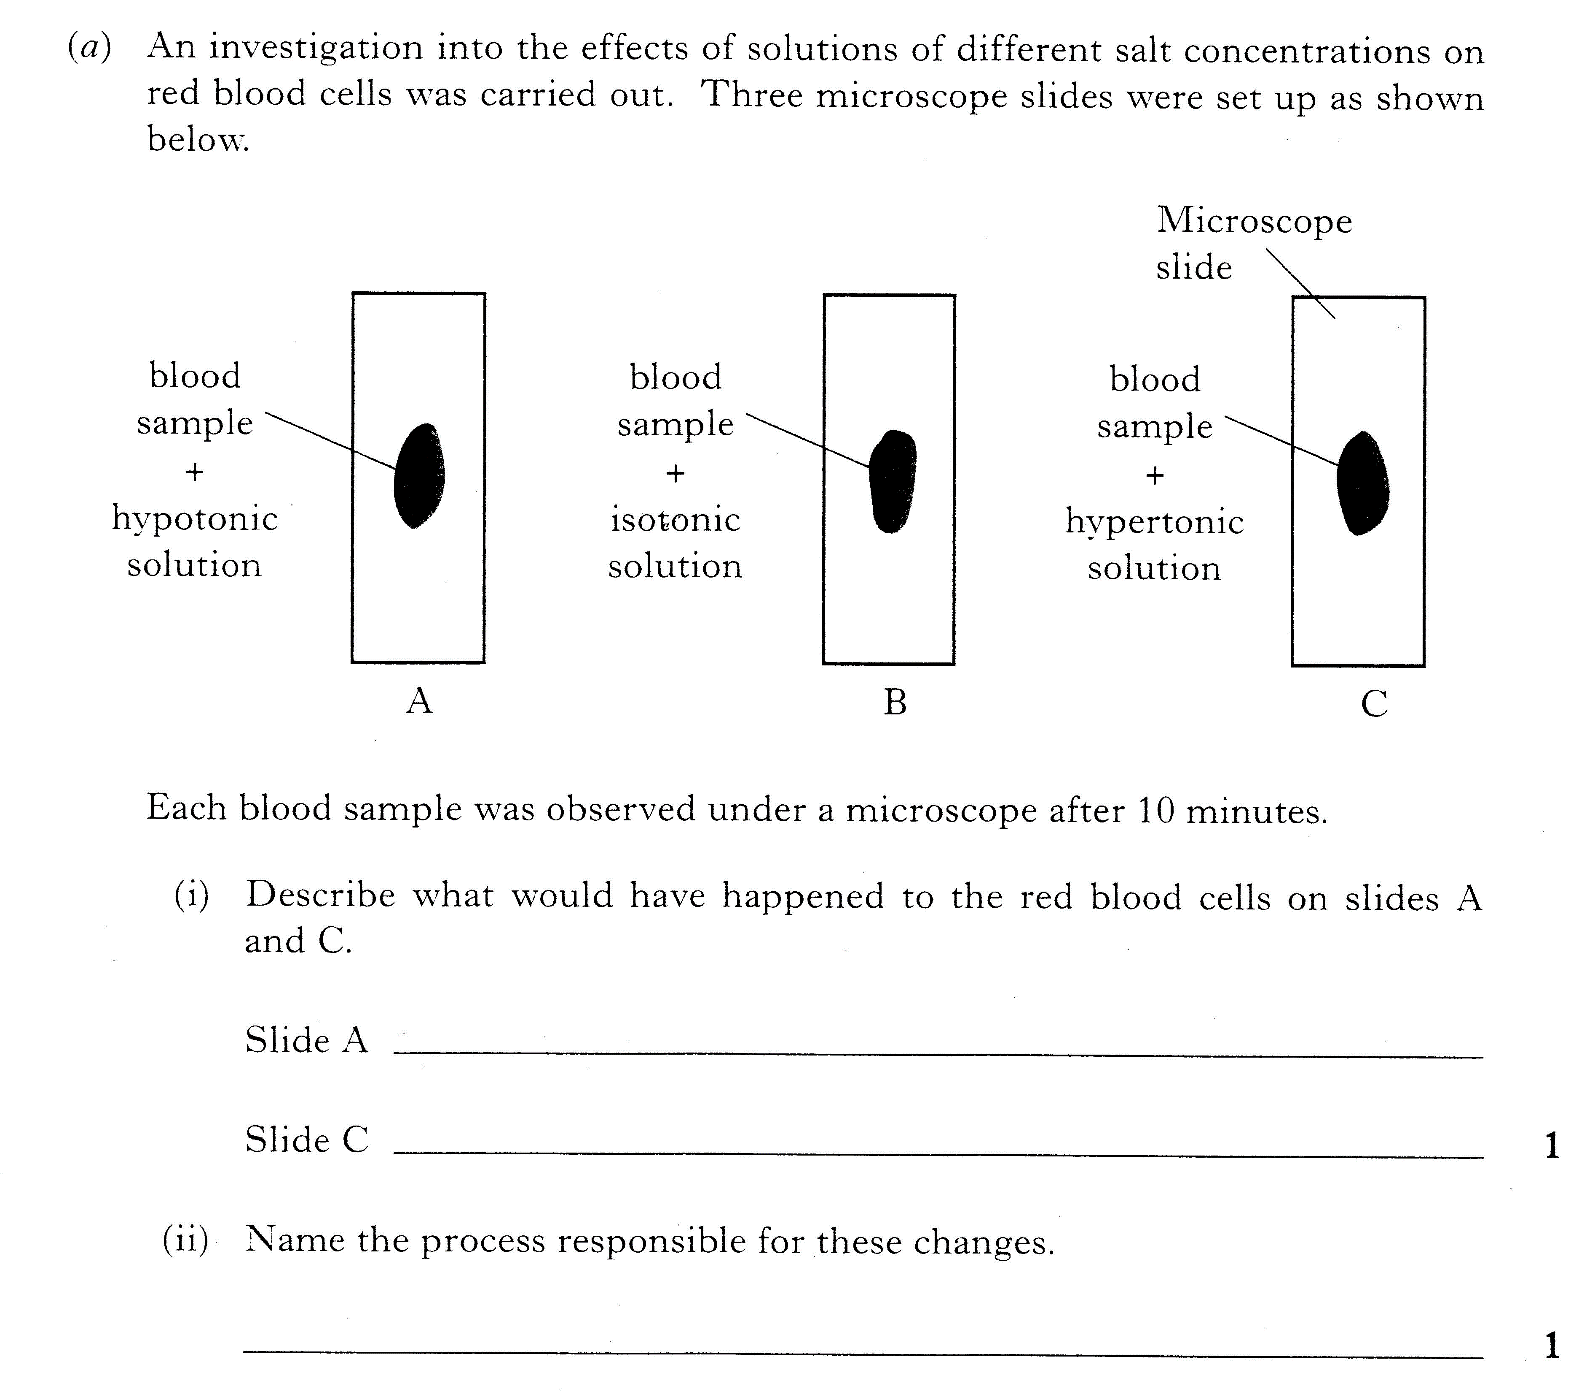 (a) An investigation into the effects of solutions of different salt concentrations on
red blood cells was carried out. Three microscope slides were set up as shown
below.
Microscope
slide
blood
sample
+
hypotonic
solution
blood
sample
+
isotonic
solution
blood
sample
+
hypertonic
solution
A
B
C
Each blood sample was observed under a microscope after 10 minutes.
(i) Describe what would have happened to the red blood cells on slides A
and C.
Slide A
Slide C
1
(ii) Name the process responsible for these changes.
1